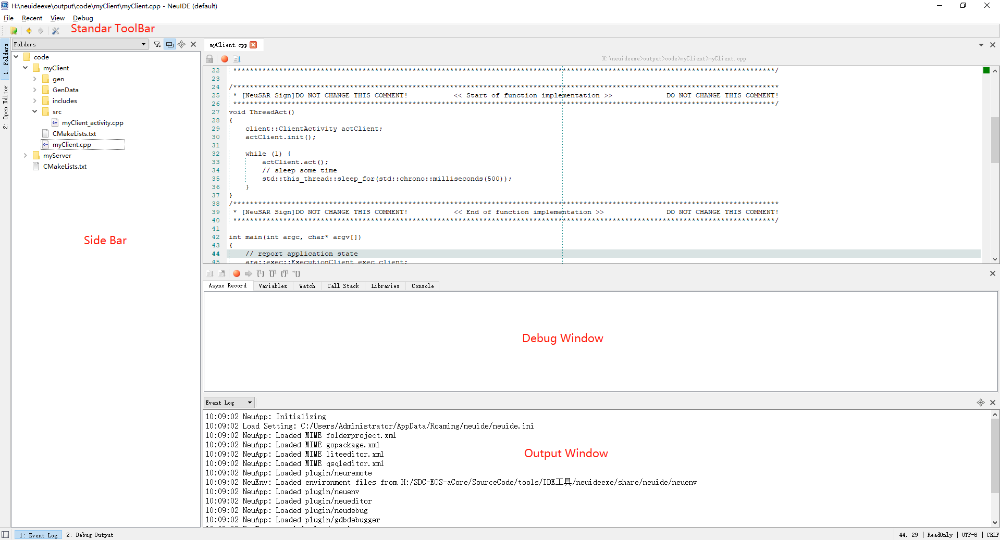 H:\neuideexe\output\code\myClient\myClient.cpp - NeuIDE (default)
File Recent View Debug
Standar ToolBar
1: Folders
2: Open Editor
Folders
code
myClient
gen
GenData
includes
src
myClient_activity.cpp
CMakeLists.txt
myClient.cpp
myServer
CMakeLists.txt
Side Bar
myClient.cpp
H:\neuideexe>output>code>myClient>myClient.cpp
22 ***********************************************************************************************************************************/
23
24 /***********************************************************************************************************************************
25 * [NeuSAR Sign]DO NOT CHANGE THIS COMMENT! << Start of function implementation >> DO NOT CHANGE THIS COMMENT!
26 ***********************************************************************************************************************************/
27 void ThreadAct()
28 {
29 client::ClientActivity actClient;
30 actClient.init();
31
32 while (1) {
33 actClient.act();
34 // sleep some time
35 std::this_thread::sleep_for(std::chrono::milliseconds(500));
36 }
37 }
38 /***********************************************************************************************************************************
39 * [NeuSAR Sign]DO NOT CHANGE THIS COMMENT! << End of function implementation >> DO NOT CHANGE THIS COMMENT!
40 ***********************************************************************************************************************************/
41
42 int main(int argc, char* argv[])
43 {
44 // report application state
45 ara::exec::ExecutionClient exec_client;
Async Record Variables Watch Call Stack Libraries Console
Debug Window
Event Log
10:09:02 NeuApp: Initializing
10:09:02 Load Setting: C:/Users/Administrator/AppData/Roaming/neuide/neuide.ini
10:09:02 NeuApp: Loaded MIME folderproject.xml
10:09:02 NeuApp: Loaded MIME gopackage.xml
10:09:02 NeuApp: Loaded MIME liteeditor.xml
10:09:02 NeuApp: Loaded MIME qsqleditor.xml
10:09:02 NeuApp: Loaded plugin/neuremote
10:09:02 NeuEnv: Loaded environment files from H:/SDC-EOS-aCore/SourceCode/tools/IDE工具/neuideexe/share/neuide/neuenv
10:09:02 NeuApp: Loaded plugin/neuenv
10:09:02 NeuApp: Loaded plugin/neueditor
10:09:02 NeuApp: Loaded plugin/neudebug
10:09:02 NeuApp: Loaded plugin/gdbdebugger
Output Window
1: Event Log 2: Debug Output
44, 29 | ReadOnly | UTF-8 | CRLF